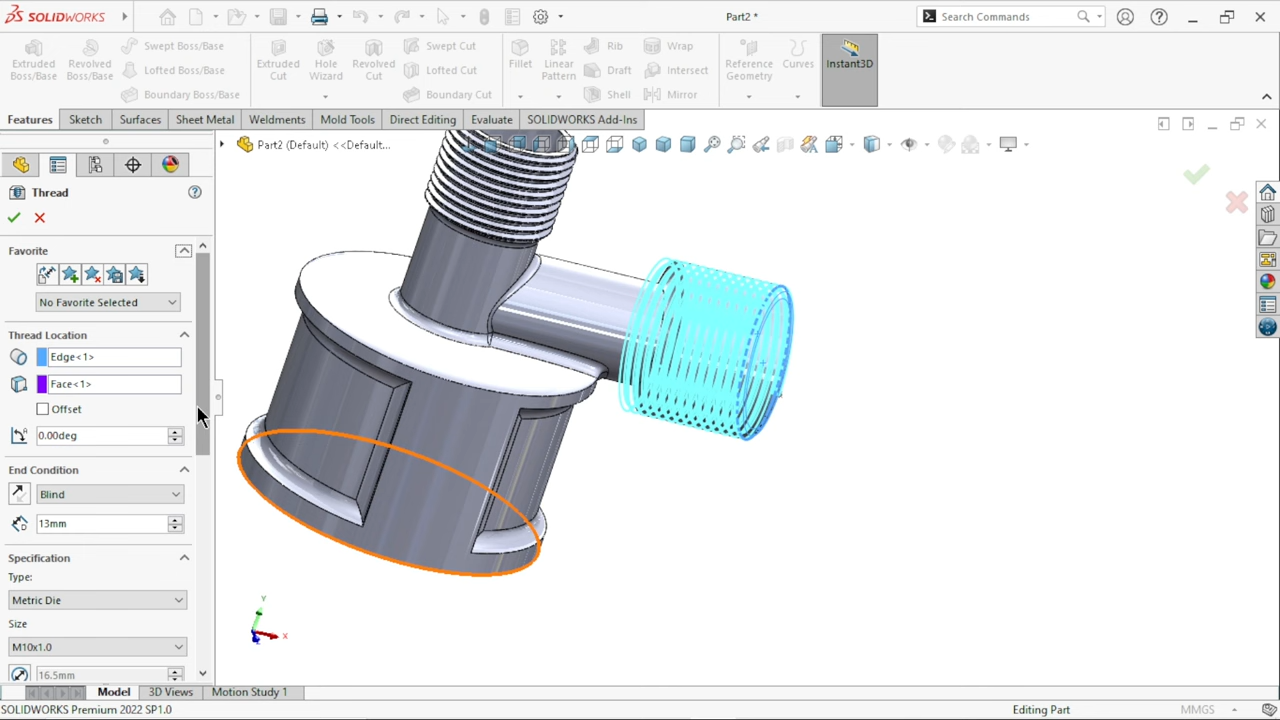 SOLIDWORKS
Part2 *
Search Commands
Extruded Boss/Base
Revolved Boss/Base
Swept Boss/Base
Lofted Boss/Base
Boundary Boss/Base
Extruded Cut
Hole Wizard
Revolved Cut
Swept Cut
Lofted Cut
Boundary Cut
Fillet
Linear Pattern
Rib
Draft
Shell
Wrap
Intersect
Mirror
Reference Geometry
Curves
Instant3D
Features
Sketch
Surfaces
Sheet Metal
Weldments
Mold Tools
Direct Editing
Evaluate
SOLIDWORKS Add-Ins
Part2 (Default) <<Default...
Thread
Favorite
No Favorite Selected
Thread Location
Edge<1>
Face<1>
Offset
0.00deg
End Condition
Blind
13mm
Specification
Type:
Metric Die
Size
M10x1.0
16.5mm
Y
X
Model
3D Views
Motion Study 1
SOLIDWORKS Premium 2022 SP1.0
Editing Part
MMGS